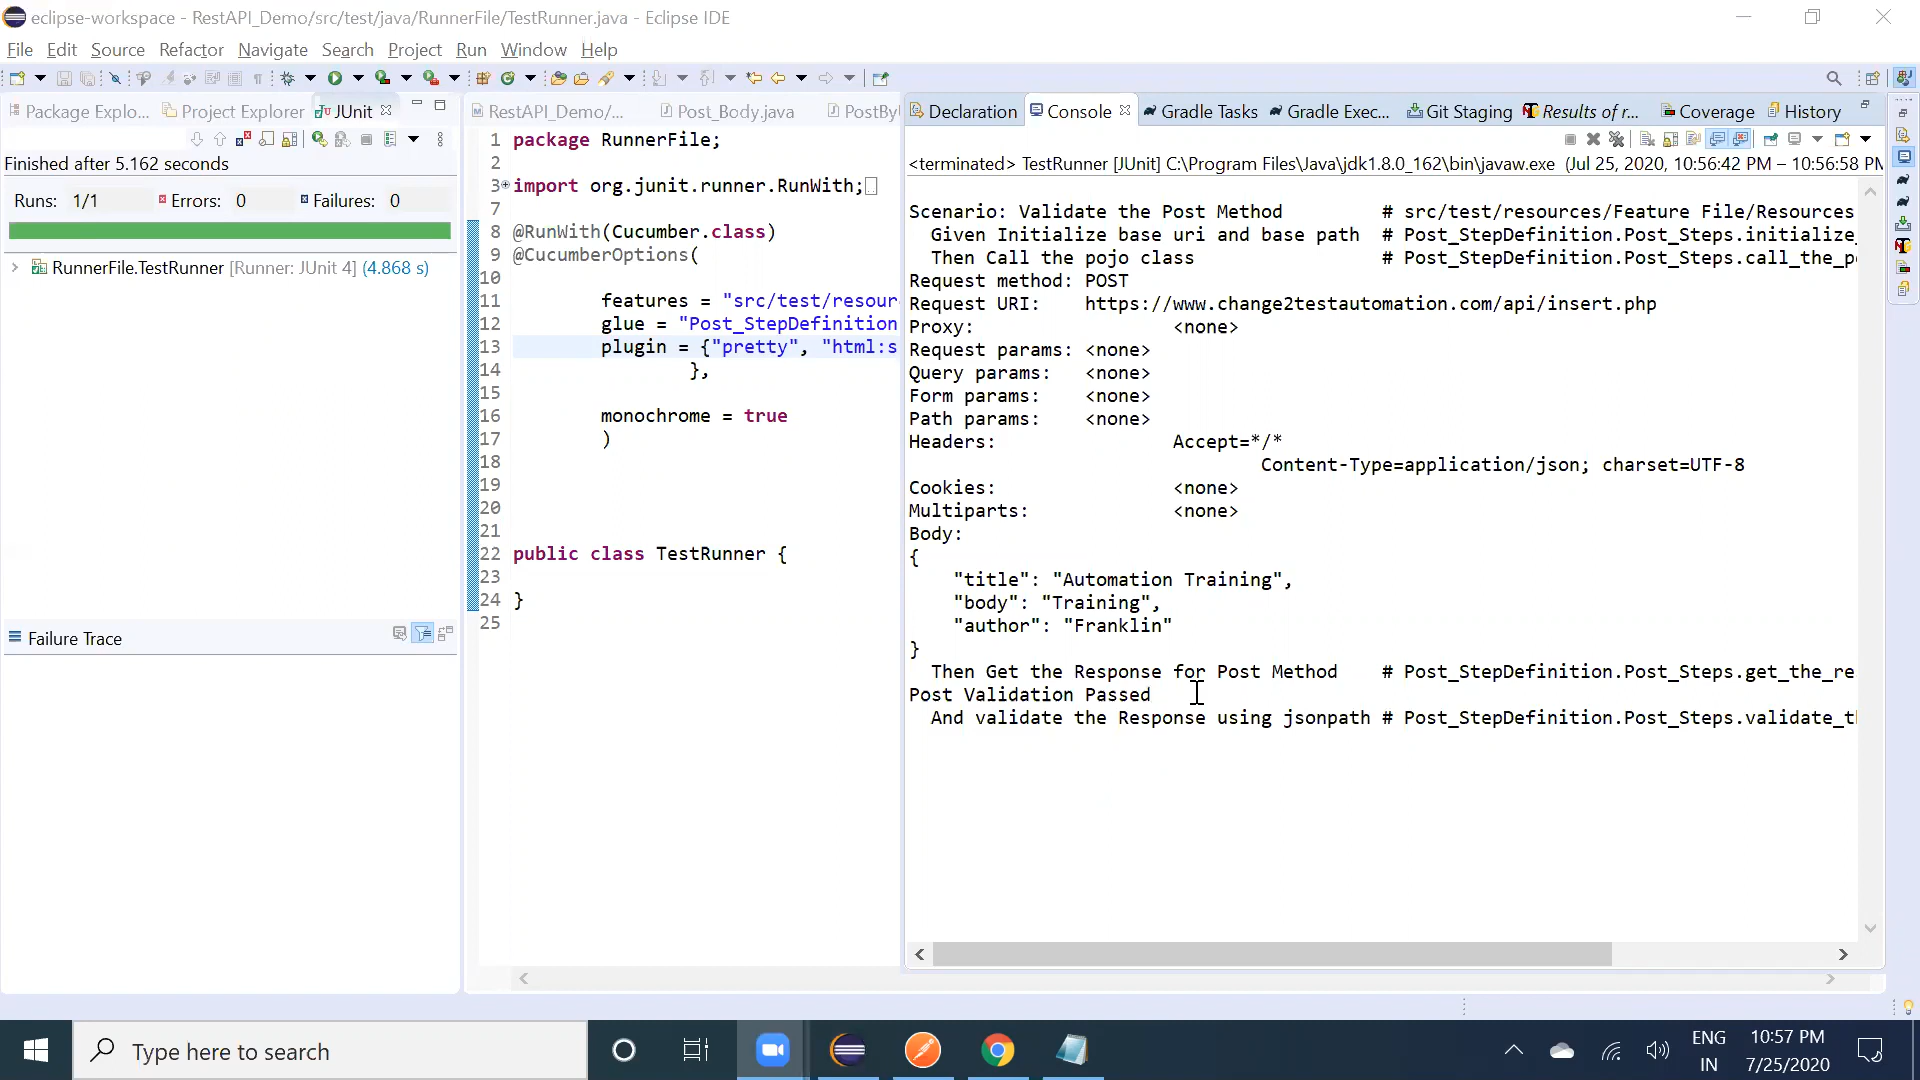 eclipse-workspace - RestAPI_Demo/src/test/java/RunnerFile/TestRunner.java - Eclipse IDE
File Edit Source Refactor Navigate Search Project Run Window Help
Package Explo... Project Explorer JUnit
Finished after 5.162 seconds
Runs: 1/1 Errors: 0 Failures: 0
RunnerFile.TestRunner [Runner: JUnit 4] (4.868 s)
Failure Trace
RestAPI_Demo/... Post_Body.java PostBy
1 package RunnerFile;
2
3 import org.junit.runner.RunWith;
7
8 @RunWith(Cucumber.class)
9 @CucumberOptions(
10
11 features = "src/test/resour
12 glue = "Post_StepDefinition
13 plugin = {"pretty", "html:s
14 },
15
16 monochrome = true
17 )
18
19
20
21
22 public class TestRunner {
23
24 }
25
Declaration Console Gradle Tasks Gradle Exec... Git Staging Results of r... Coverage History
<terminated> TestRunner [JUnit] C:\Program Files\Java\jdk1.8.0_162\bin\javaw.exe (Jul 25, 2020, 10:56:42 PM – 10:56:58 PM
Scenario: Validate the Post Method # src/test/resources/Feature File/Resources
Given Initialize base uri and base path # Post_StepDefinition.Post_Steps.initialize_
Then Call the pojo class # Post_StepDefinition.Post_Steps.call_the_po
Request method: POST
Request URI: https://www.change2testautomation.com/api/insert.php
Proxy: <none>
Request params: <none>
Query params: <none>
Form params: <none>
Path params: <none>
Headers: Accept=*/*
Content-Type=application/json; charset=UTF-8
Cookies: <none>
Multiparts: <none>
Body:
{
"title": "Automation Training",
"body": "Training",
"author": "Franklin"
}
Then Get the Response for Post Method # Post_StepDefinition.Post_Steps.get_the_re
Post Validation Passed
And validate the Response using jsonpath # Post_StepDefinition.Post_Steps.validate_th
Type here to search
ENG
IN
10:57 PM
7/25/2020